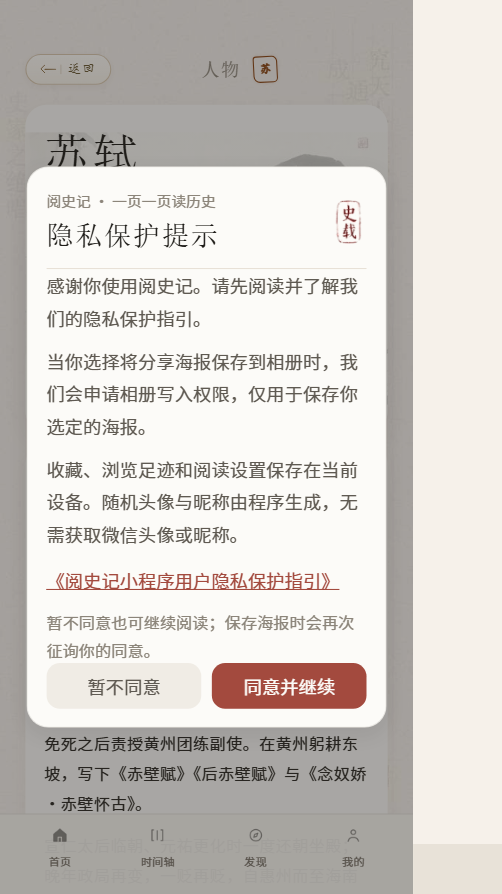 返回
人物
苏
苏轼
阅史记 · 一页一页读历史
隐私保护提示
史载
感谢你使用阅史记。请先阅读并了解我
们的隐私保护指引。
当你选择将分享海报保存到相册时，我
们会申请相册写入权限，仅用于保存你
选定的海报。
收藏、浏览足迹和阅读设置保存在当前
设备。随机头像与昵称由程序生成，无
需获取微信头像或昵称。
《阅史记小程序用户隐私保护指引》
暂不同意也可继续阅读；保存海报时会再次
征询你的同意。
暂不同意
同意并继续
免死之后责授黄州团练副使。在黄州躬耕东
坡，写下《赤壁赋》《后赤壁赋》与《念奴娇
·赤壁怀古》。
首页
时间轴
发现
我的